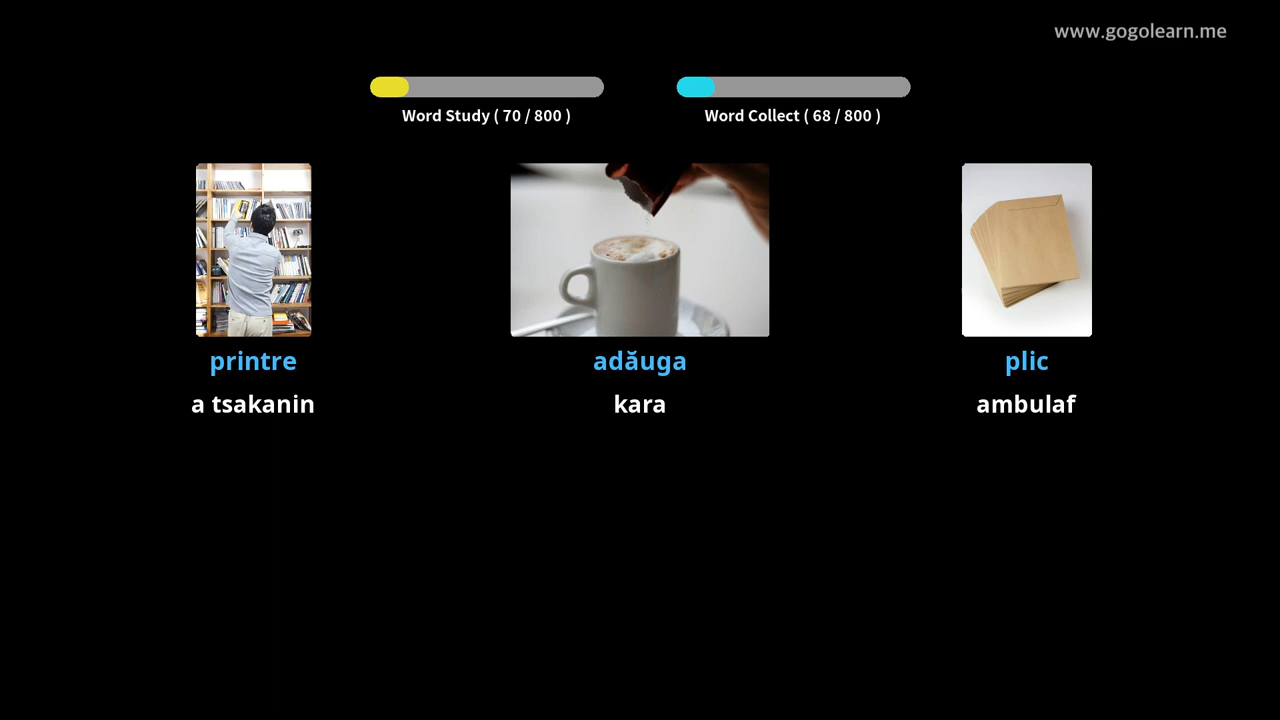 www.gogolearn.me
Word Study ( 70 / 800 )
Word Collect ( 68 / 800 )
printre
adăuga
plic
a tsakanin
kara
ambulaf